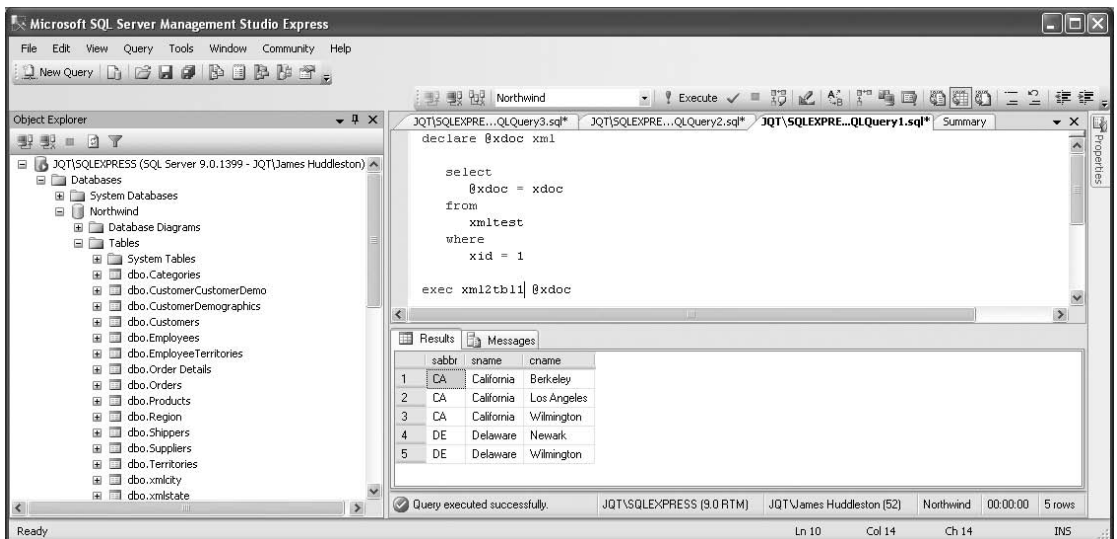 Microsoft SQL Server Management Studio Express
File Edit View Query Tools Window Community Help
New Query
Northwind Execute
Object Explorer
JQT\SQLEXPRESS (SQL Server 9.0.1399 - JQT\James Huddleston)
Databases
System Databases
Northwind
Database Diagrams
Tables
System Tables
dbo.Categories
dbo.CustomerCustomerDemo
dbo.CustomerDemographics
dbo.Customers
dbo.Employees
dbo.EmployeeTerritories
dbo.Order Details
dbo.Orders
dbo.Products
dbo.Region
dbo.Shippers
dbo.Suppliers
dbo.Territories
dbo.xmlcity
dbo.xmlstate
JQT\SQLEXPRE...QLQuery3.sql* JQT\SQLEXPRE...QLQuery2.sql* JQT\SQLEXPRE...QLQuery1.sql* Summary
declare @xdoc xml
select
@xdoc = xdoc
from
xmltest
where
xid = 1
exec xml2tbl1 @xdoc
Properties
Results Messages
sabbr sname cname
1 CA California Berkeley
2 CA California Los Angeles
3 CA California Wilmington
4 DE Delaware Newark
5 DE Delaware Wilmington
Query executed successfully. JQT\SQLEXPRESS (9.0 RTM) JQT\James Huddleston (52) Northwind 00:00:00 5 rows
Ready Ln 10 Col 14 Ch 14 INS